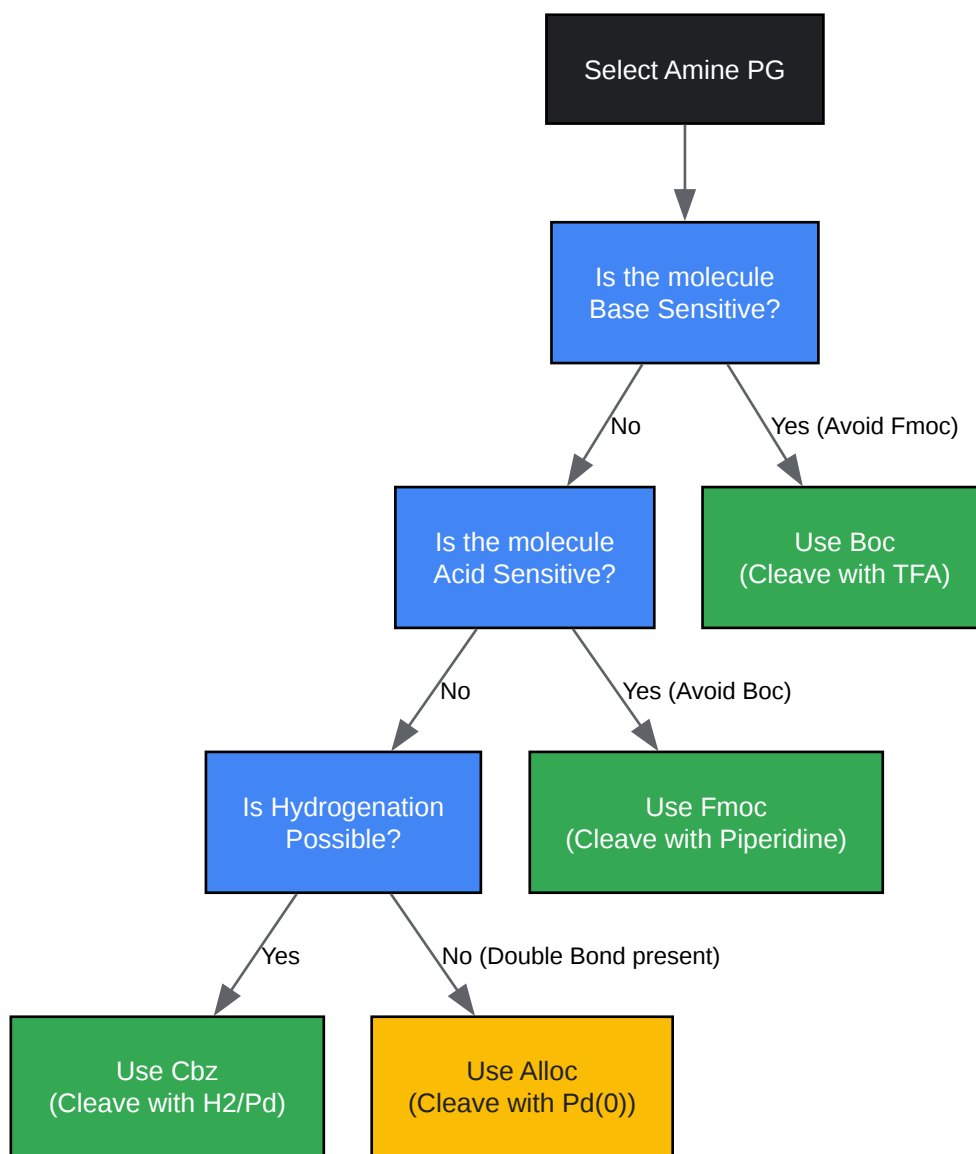 Select Amine PG
Is the molecule
Base Sensitive?
No
Yes (Avoid Fmoc)
Is the molecule
Acid Sensitive?
Use Boc
(Cleave with TFA)
No
Yes (Avoid Boc)
Is Hydrogenation
Possible?
Use Fmoc
(Cleave with Piperidine)
Yes
No (Double Bond present)
Use Cbz
(Cleave with H2/Pd)
Use Alloc
(Cleave with Pd(0))